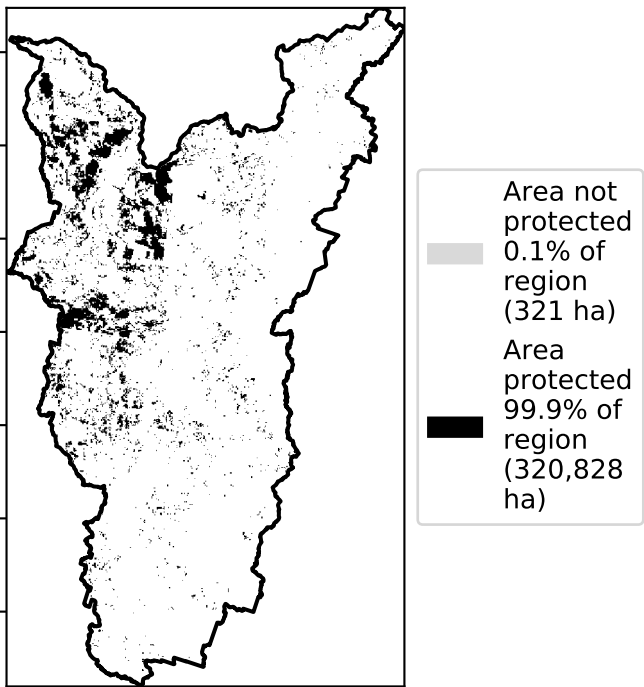 Area not
protected
0.1% of
region
(321 ha)
Area
protected
99.9% of
region
(320,828
ha)